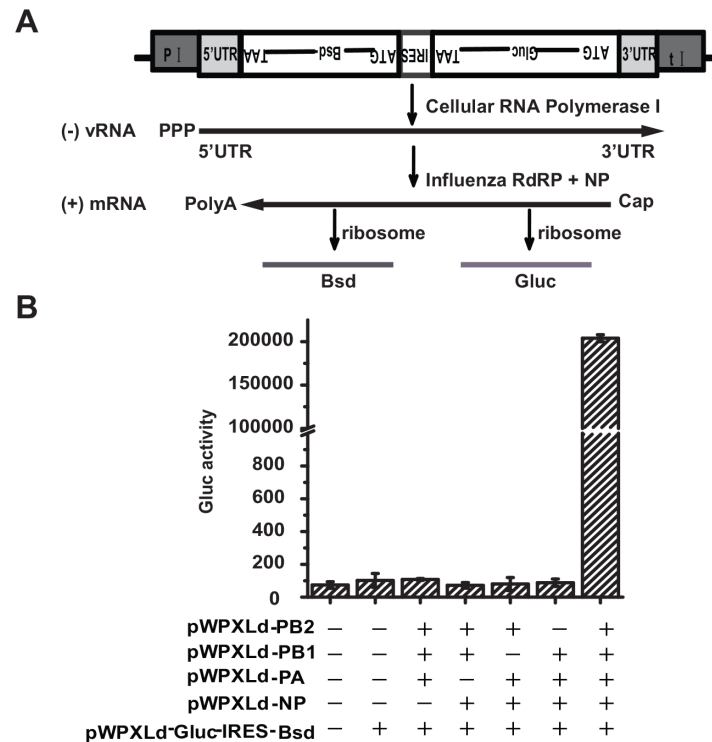 A
P I 5'UTR TAA Bsd ATG IRES TAA Gluc ATG 3'UTR t I
Cellular RNA Polymerase I
(-) vRNA PPP
5'UTR 3'UTR
Influenza RdRP + NP
(+) mRNA PolyA Cap
ribosome ribosome
Bsd Gluc
B
Gluc activity
200000
150000
100000
800
600
400
200
0
pWPXLd-PB2 − − + + + − +
pWPXLd-PB1 − − + + − + +
pWPXLd-PA − − + − + + +
pWPXLd-NP − − − + + + +
pWPXLd-Gluc-IRES-Bsd − + + + + + +